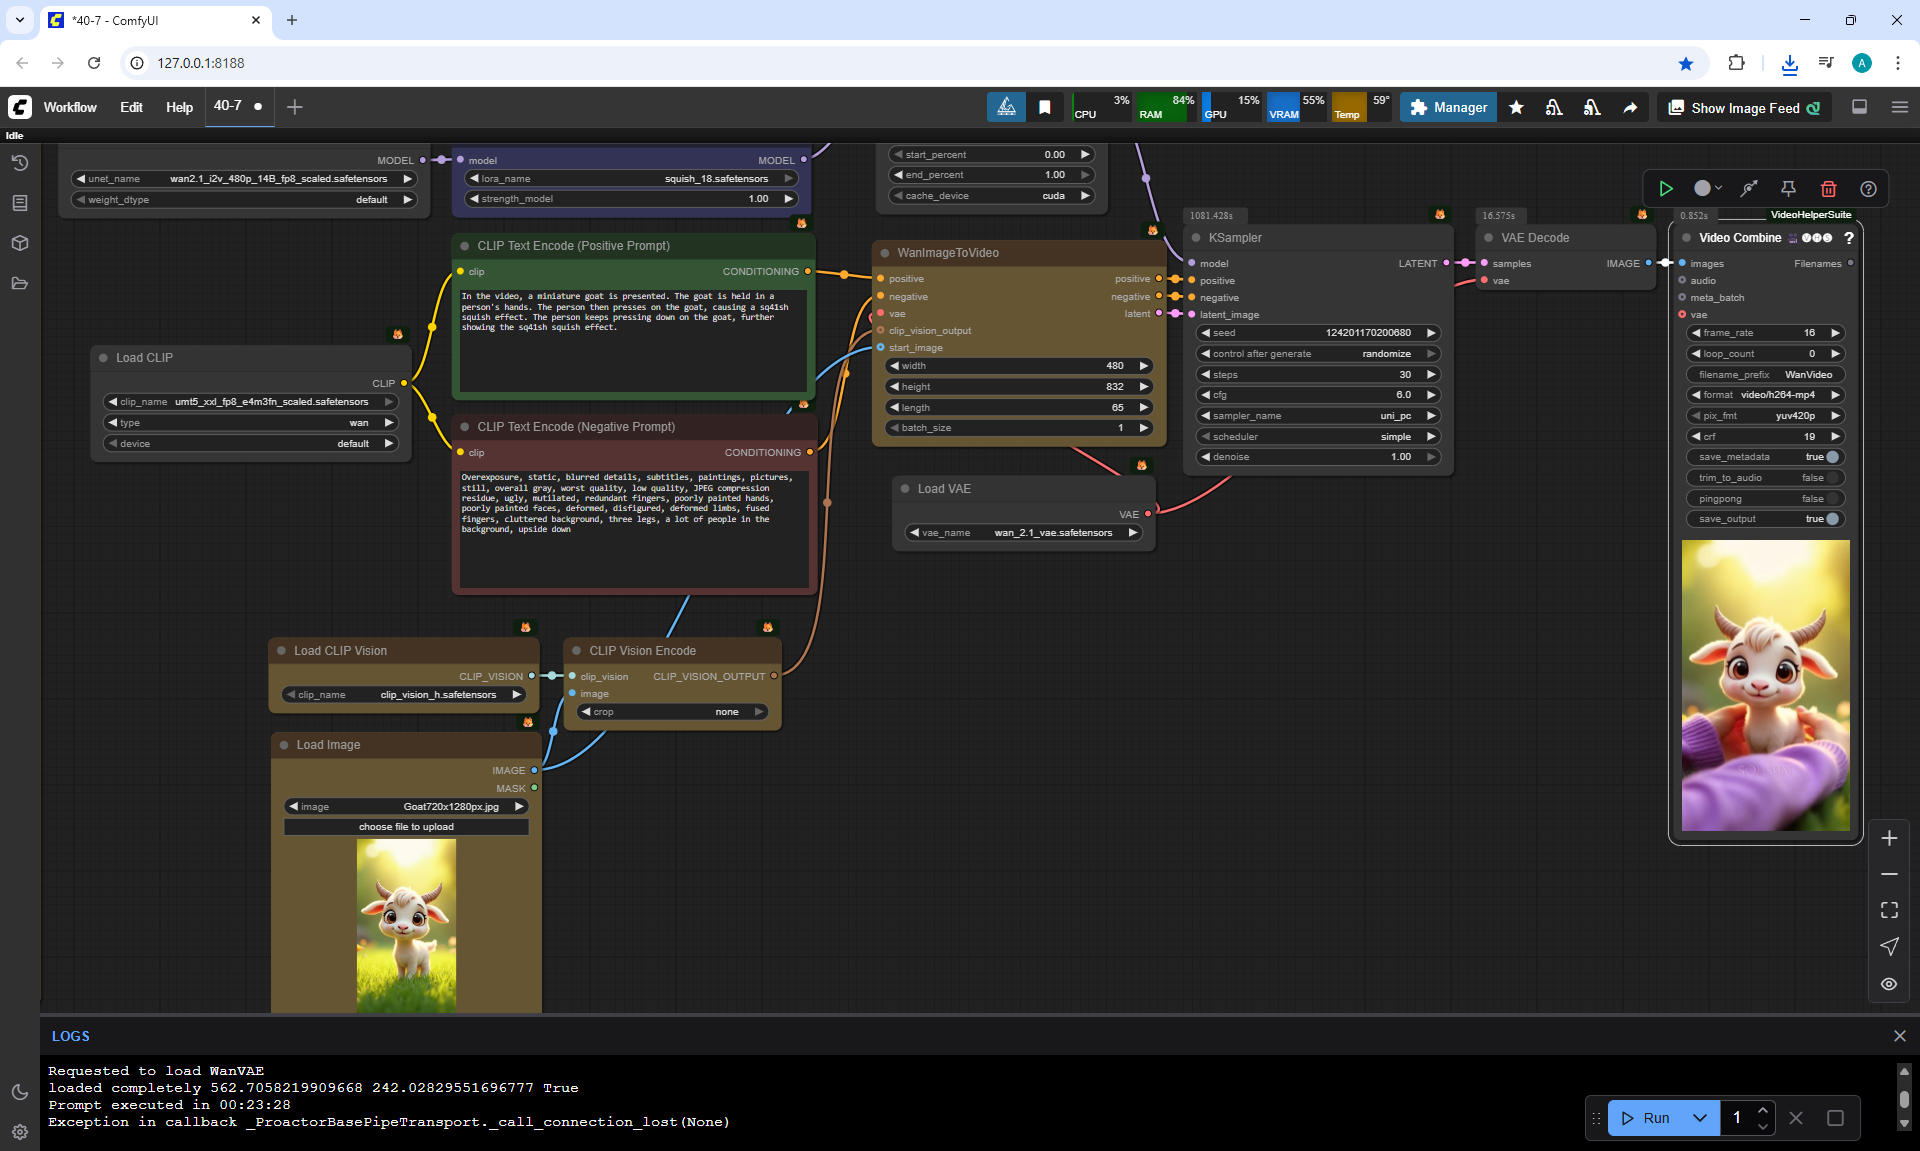 *40-7 - ComfyUI
127.0.0.1:8188
Workflow Edit Help 40-7
CPU 3% RAM 84% GPU 15% VRAM 55% Temp 59°
Manager
Show Image Feed
Idle
MODEL
unet_name wan2.1_i2v_480p_14B_fp8_scaled.safetensors
weight_dtype default
model MODEL
lora_name squish_18.safetensors
strength_model 1.00
start_percent 0.00
end_percent 1.00
cache_device cuda
CLIP Text Encode (Positive Prompt)
clip CONDITIONING
In the video, a miniature goat is presented. The goat is held in a
person's hands. The person then presses on the goat, causing a sq41sh
squish effect. The person keeps pressing down on the goat, further
showing the sq41sh squish effect.
Load CLIP
CLIP
clip_name umt5_xxl_fp8_e4m3fn_scaled.safetensors
type wan
device default
CLIP Text Encode (Negative Prompt)
clip CONDITIONING
Overexposure, static, blurred details, subtitles, paintings, pictures,
still, overall gray, worst quality, low quality, JPEG compression
residue, ugly, mutilated, redundant fingers, poorly painted hands,
poorly painted faces, deformed, disfigured, deformed limbs, fused
fingers, cluttered background, three legs, a lot of people in the
background, upside down
WanImageToVideo
positive positive
negative negative
vae latent
clip_vision_output
start_image
width 480
height 832
length 65
batch_size 1
Load VAE
VAE
vae_name wan_2.1_vae.safetensors
1081.428s
KSampler
model LATENT
positive
negative
latent_image
seed 124201170200680
control after generate randomize
steps 30
cfg 6.0
sampler_name uni_pc
scheduler simple
denoise 1.00
16.575s
VAE Decode
samples IMAGE
vae
0.852s VideoHelperSuite
Video Combine VHS ?
images Filenames
audio
meta_batch
vae
frame_rate 16
loop_count 0
filename_prefix WanVideo
format video/h264-mp4
pix_fmt yuv420p
crf 19
save_metadata true
trim_to_audio false
pingpong false
save_output true
Load CLIP Vision
CLIP_VISION
clip_name clip_vision_h.safetensors
CLIP Vision Encode
clip_vision CLIP_VISION_OUTPUT
image
crop none
Load Image
IMAGE
MASK
image Goat720x1280px.jpg
choose file to upload
LOGS
Requested to load WanVAE
loaded completely 562.7058219909668 242.02829551696777 True
Prompt executed in 00:23:28
Exception in callback _ProactorBasePipeTransport._call_connection_lost(None)
Run 1
A